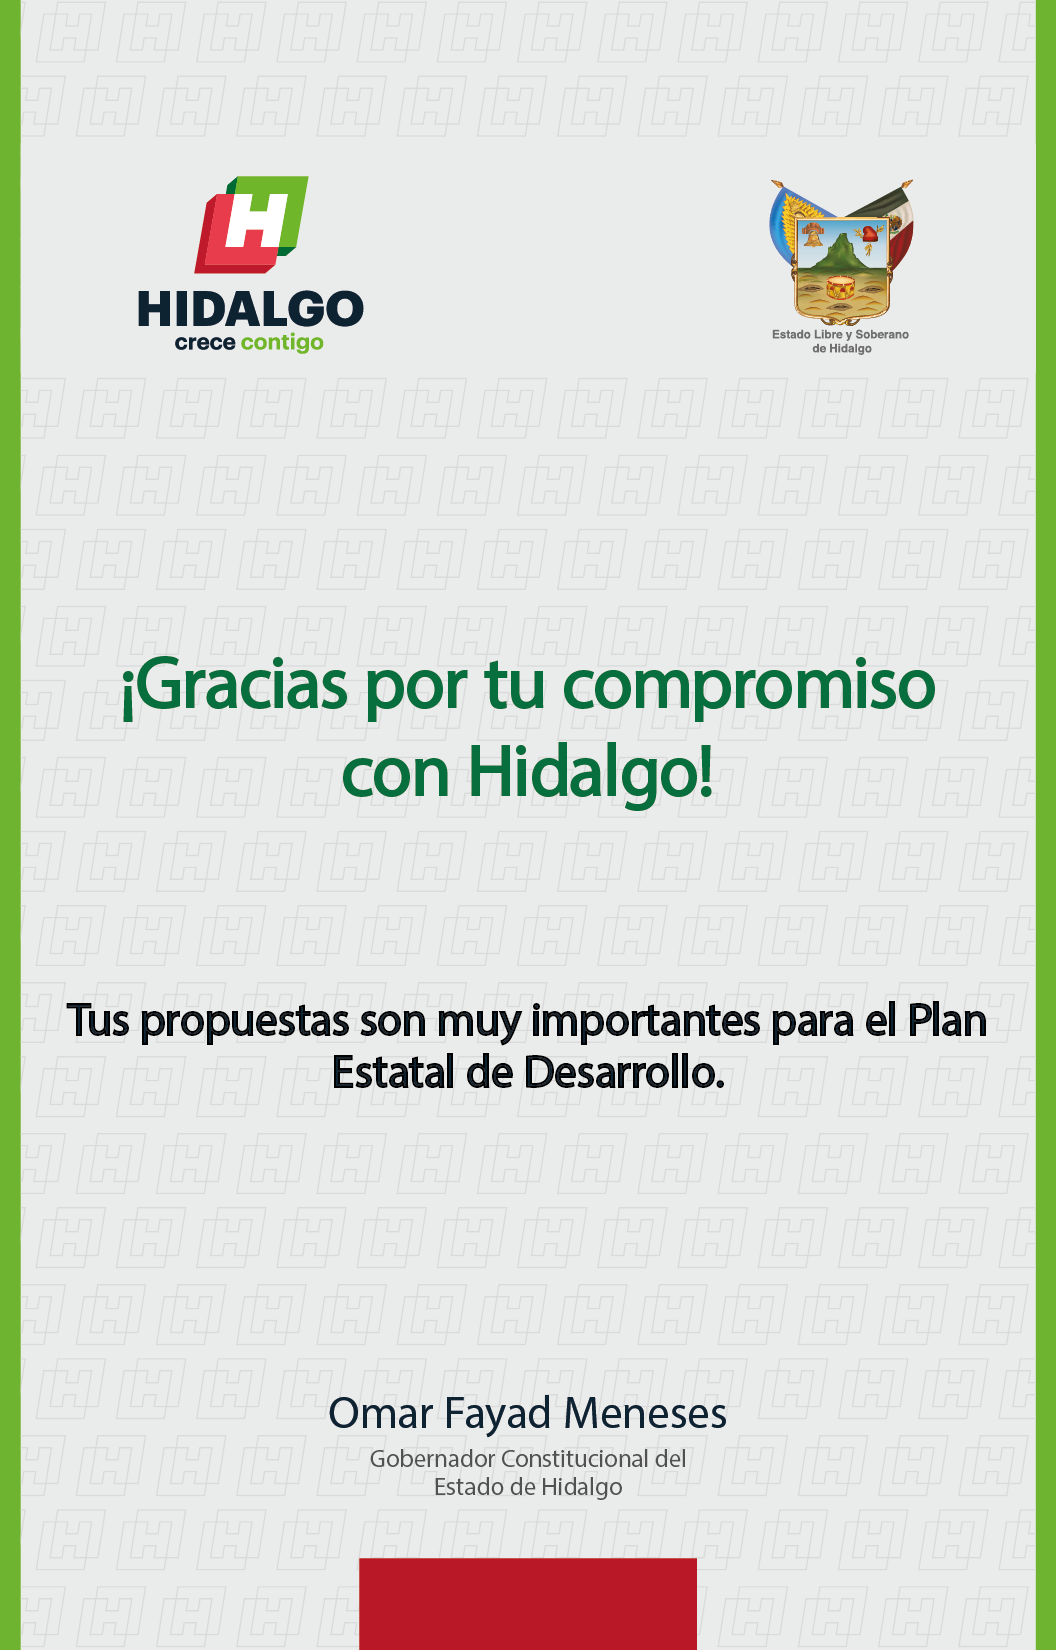 H
HIDALGO
crece contigo
Estado Libre y Soberano
de Hidalgo
¡Gracias por tu compromiso
con Hidalgo!
Tus propuestas son muy importantes para el Plan
Estatal de Desarrollo.
Omar Fayad Meneses
Gobernador Constitucional del
Estado de Hidalgo